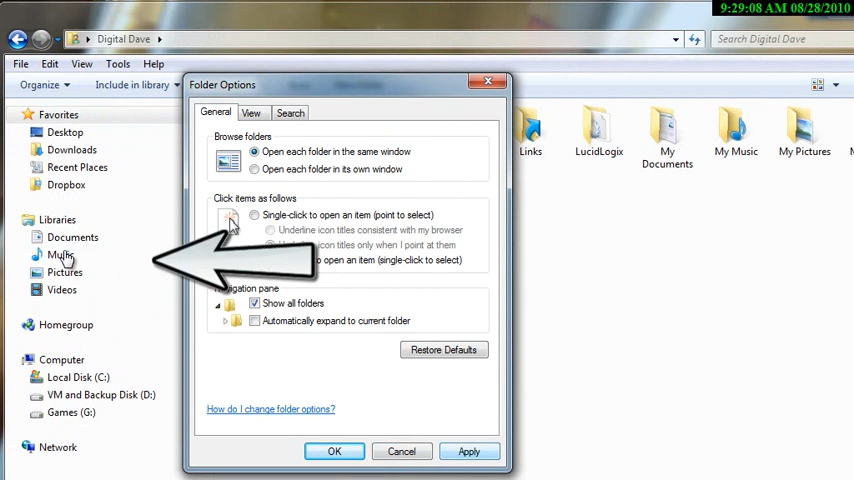 9:29:08 AM 08/28/2010
Digital Dave
Search Digital Dave
File Edit View Tools Help
Organize Include in library
Favorites
Desktop
Downloads
Recent Places
Dropbox
Libraries
Documents
Music
Pictures
Videos
Homegroup
Computer
Local Disk (C:)
VM and Backup Disk (D:)
Games (G:)
Network
Folder Options
General View Search
Browse folders
Open each folder in the same window
Open each folder in its own window
Click items as follows
Single-click to open an item (point to select)
Underline icon titles consistent with my browser
Underline icon titles only when I point at them
to open an item (single-click to select)
Navigation pane
Show all folders
Automatically expand to current folder
Restore Defaults
How do I change folder options?
OK Cancel Apply
Links
LucidLogix
My
Documents
My Music
My Pictures